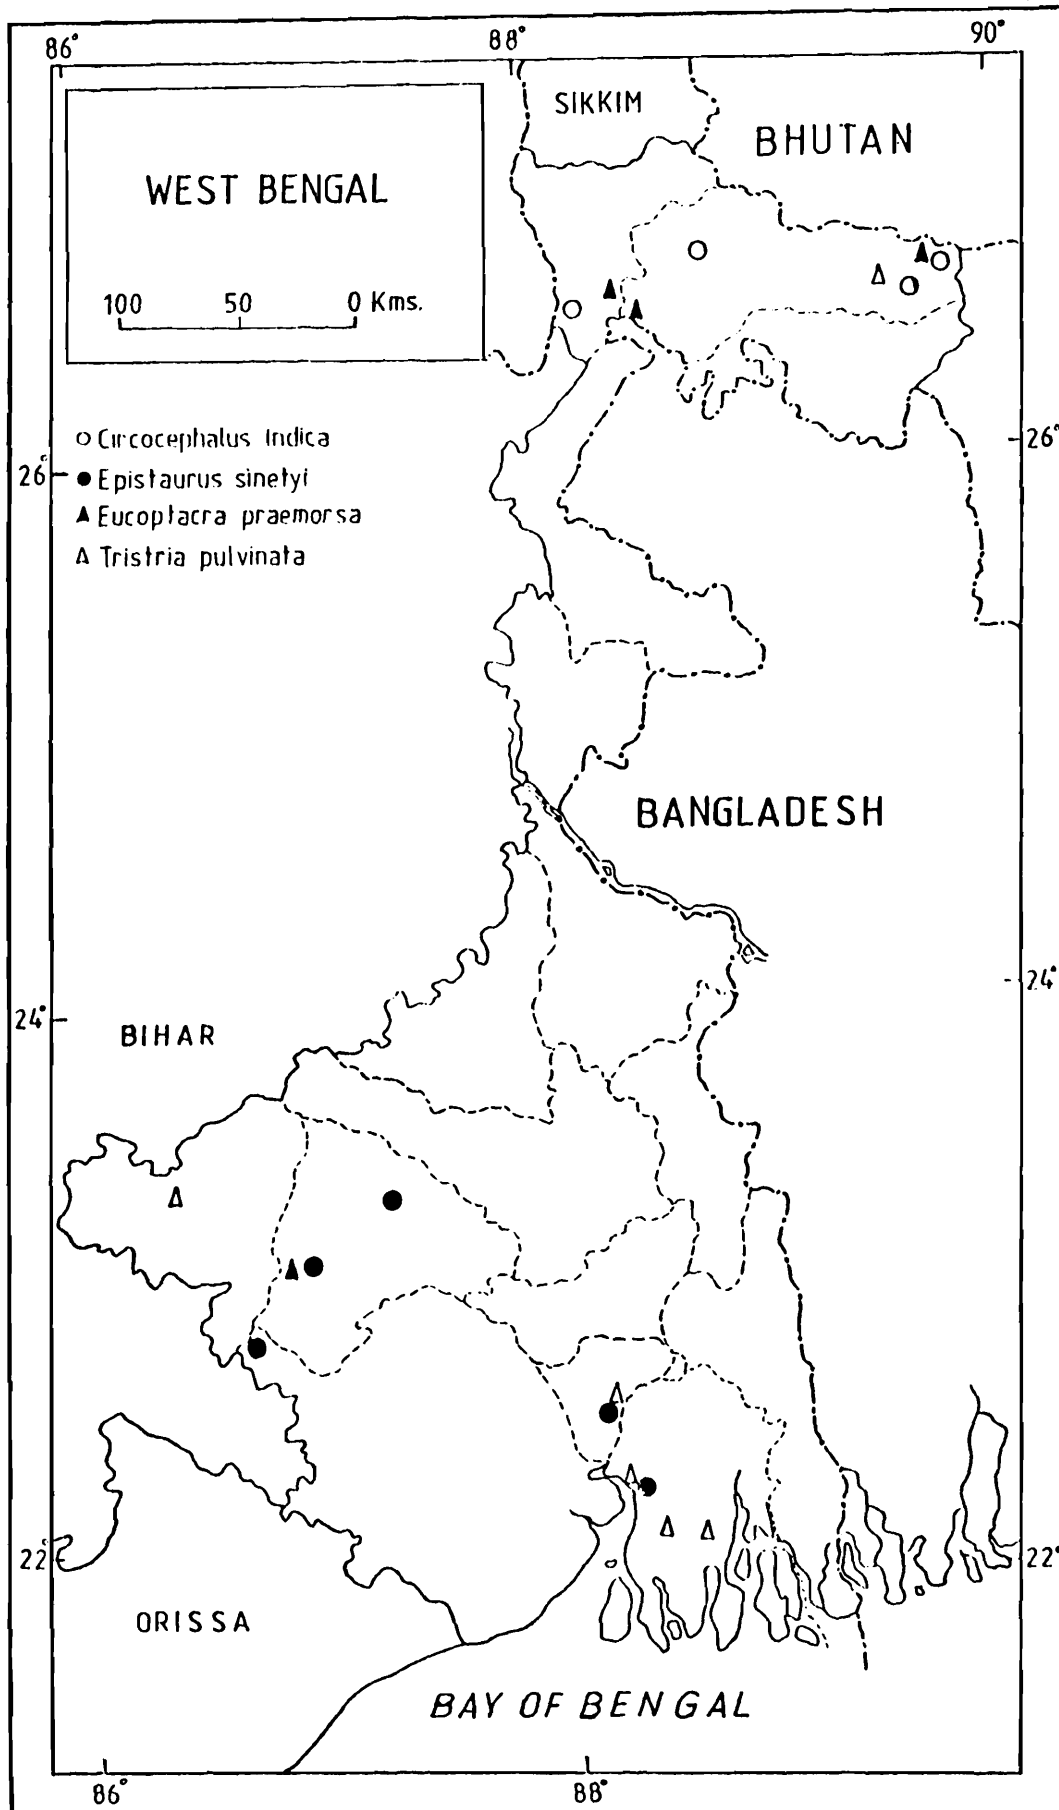 86° 88° 90°
SIKKIM
BHUTAN
WEST BENGAL
100 50 0 Kms.
○ Circocephalus Indica
26°
26°
● Epistaurus sinetyi
▲ Eucoptacra praemorsa
△ Tristria pulvinata
BANGLADESH
24°
24°
BIHAR
22°
22°
ORISSA
BAY OF BENGAL
86° 88°